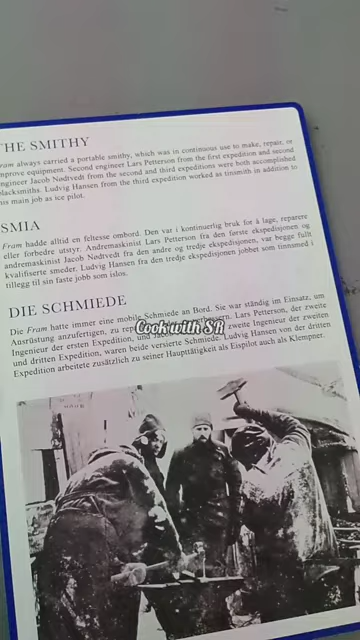 THE SMITHY
Fram always carried a portable smithy, which was in continuous use to make, repair, or
improve equipment. Second engineer Lars Petterson from the first expedition and second
engineer Jacob Nødtvedt from the second and third expeditions were both accomplished
blacksmiths. Ludvig Hansen from the third expedition worked as tinsmith in addition to
his main job as ice pilot.
SMIA
Fram hadde alltid en feltesse ombord. Den var i kontinuerlig bruk for å lage, reparere
eller forbedre utstyr. Andremaskinist Lars Petterson fra den første ekspedisjonen og
andremaskinist Jacob Nødtvedt fra den andre og tredje ekspedisjonen, var begge fullt
kvalifiserte smeder. Ludvig Hansen fra den tredje ekspedisjonen jobbet som tinnsmed i
tillegg til sin faste jobb som islos.
DIE SCHMIEDE
Die Fram hatte immer eine mobile Schmiede an Bord. Sie war ständig im Einsatz, um
Ausrüstung anzufertigen, zu verbessern. Lars Petterson, der zweite
Ingenieur der ersten Expedition, und zweite Ingenieur der zweiten
und dritten Expedition, waren beide versierte Schmiede. Ludvig Hansen von der dritten
Expedition arbeitete zusätzlich zu seiner Haupttätigkeit als Eispilot auch als Klempner.
Cook with SR